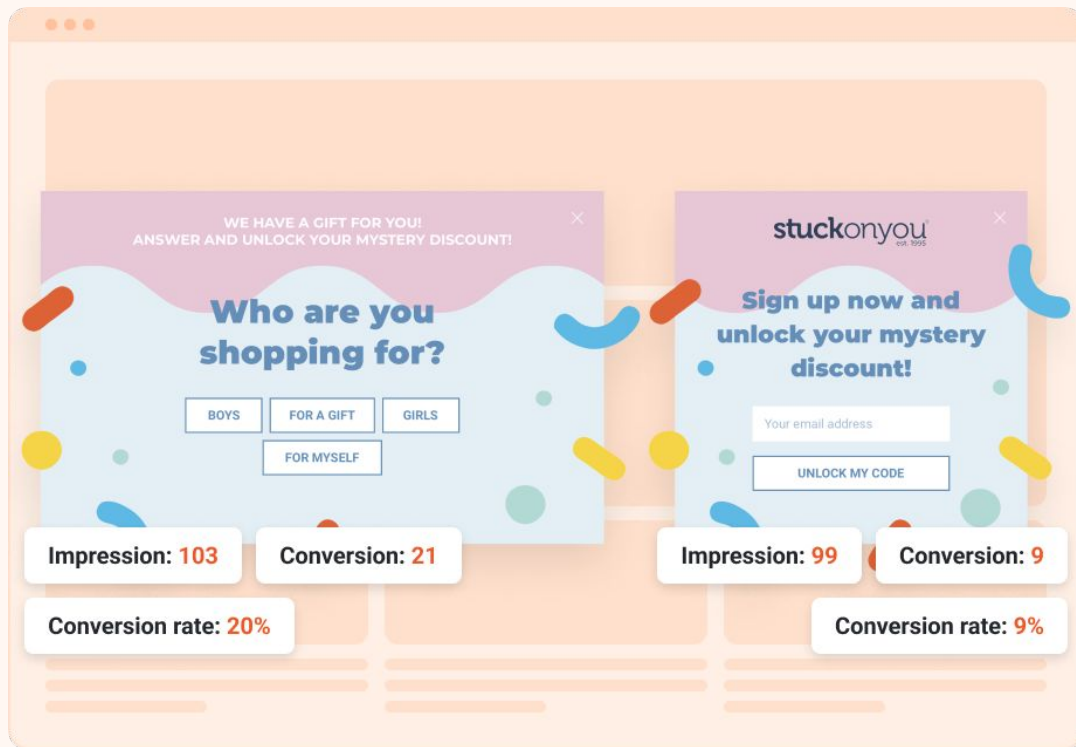 WE HAVE A GIFT FOR YOU!
ANSWER AND UNLOCK YOUR MYSTERY DISCOUNT!
Who are you
shopping for?
BOYS
FOR A GIFT
GIRLS
FOR MYSELF
Impression: 103
Conversion: 21
Conversion rate: 20%
stuckonyou
est. 1995
Sign up now and
unlock your mystery
discount!
Your email address
UNLOCK MY CODE
Impression: 99
Conversion: 9
Conversion rate: 9%